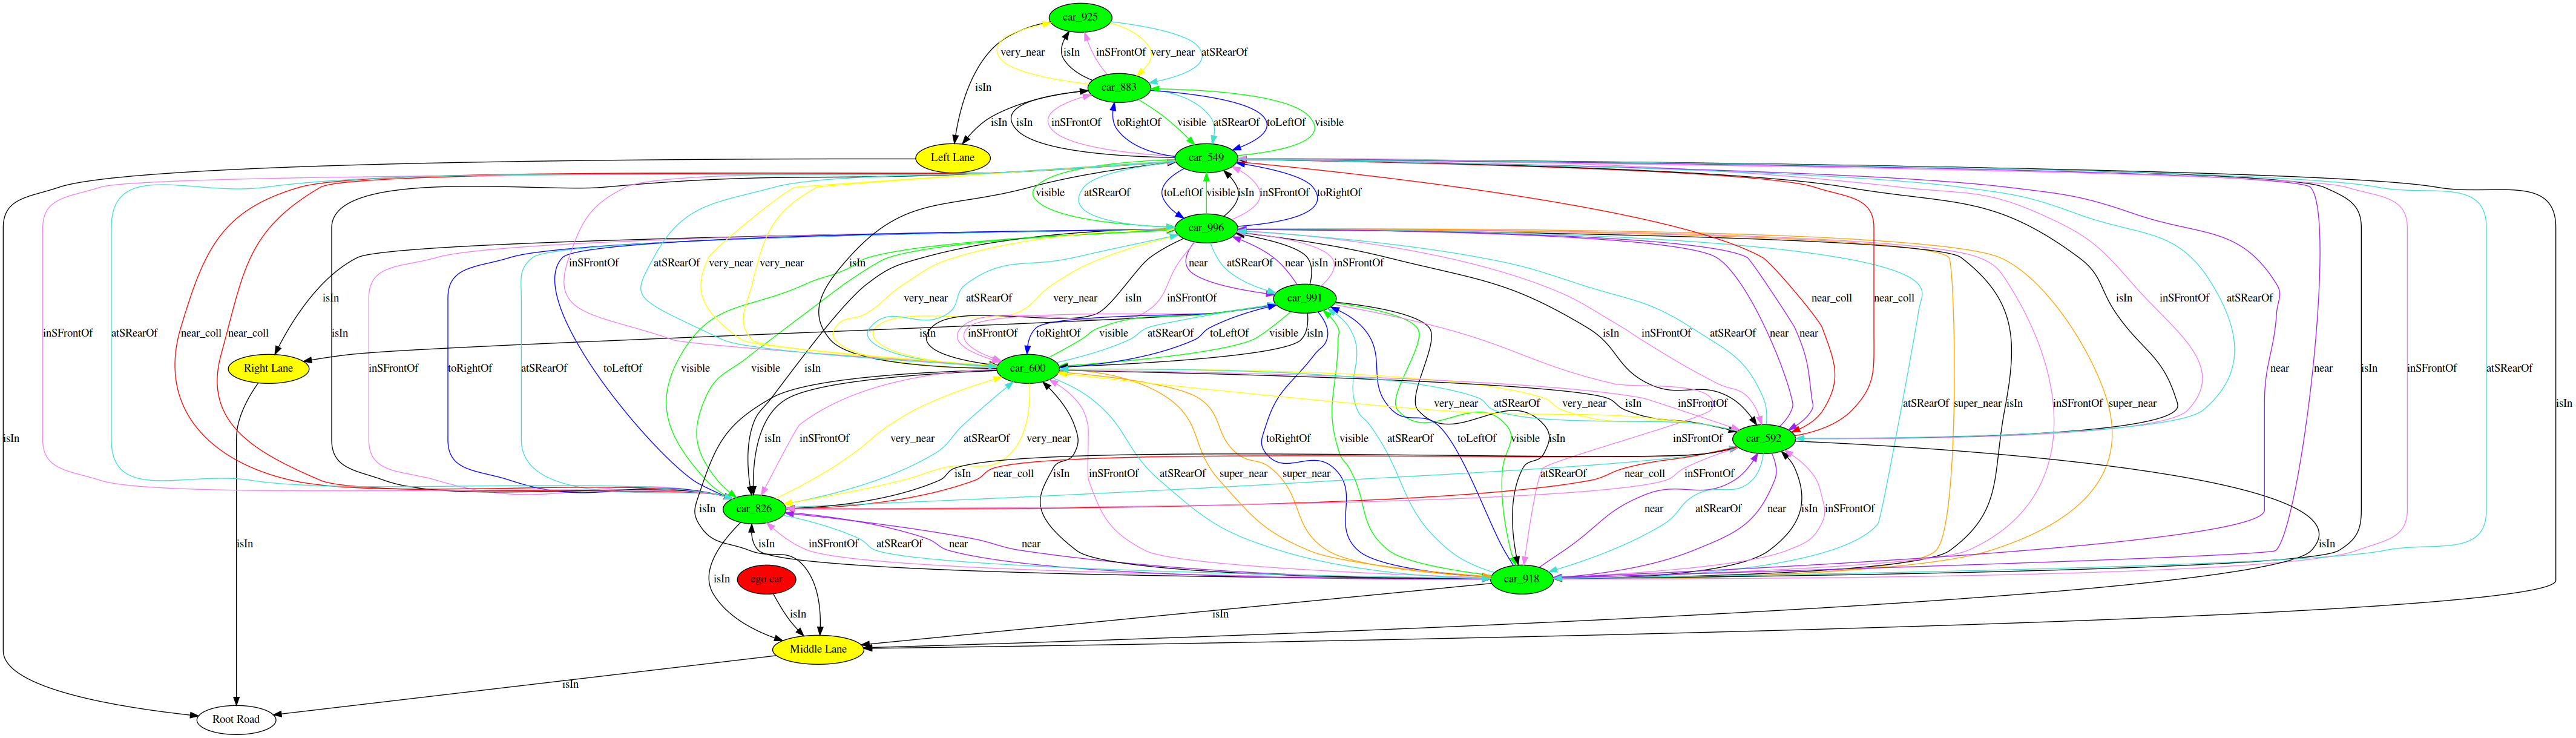 car_925
very_near isIn inSFrontOf very_near atSRearOf
isIn car_883
isIn isIn inSFrontOf toRightOf visible atSRearOf toLeftOf visible
Left Lane car_549
visible atSRearOf toLeftOf visible isIn inSFrontOf toRightOf
car_996
inSFrontOf atSRearOf very_near very_near isIn near atSRearOf near isIn inSFrontOf
isIn very_near atSRearOf very_near isIn inSFrontOf car_991 near_coll near_coll isIn inSFrontOf atSRearOf
inSFrontOf atSRearOf near_coll near_coll isIn isIn inSFrontOf toRightOf visible atSRearOf toLeftOf visible isIn isIn inSFrontOf atSRearOf near near
Right Lane inSFrontOf toRightOf atSRearOf toLeftOf visible visible isIn car_600 near near isIn inSFrontOf atSRearOf
very_near atSRearOf very_near isIn inSFrontOf atSRearOf super_near isIn inSFrontOf super_near isIn
isIn isIn inSFrontOf very_near atSRearOf very_near toRightOf visible atSRearOf toLeftOf visible isIn inSFrontOf car_592
isIn near_coll isIn inSFrontOf atSRearOf super_near super_near atSRearOf near_coll inSFrontOf
isIn car_826 near atSRearOf near isIn inSFrontOf
isIn isIn inSFrontOf atSRearOf near near isIn
isIn ego car car_918
isIn isIn
Middle Lane
isIn
Root Road